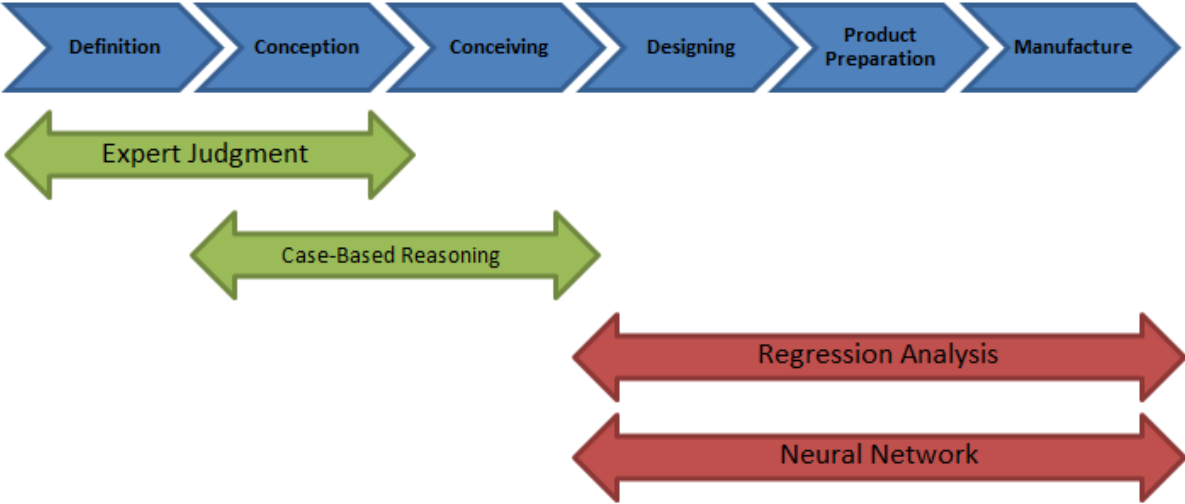 Definition
Conception
Conceiving
Designing
Product
Preparation
Manufacture
Expert Judgment
Case-Based Reasoning
Regression Analysis
Neural Network